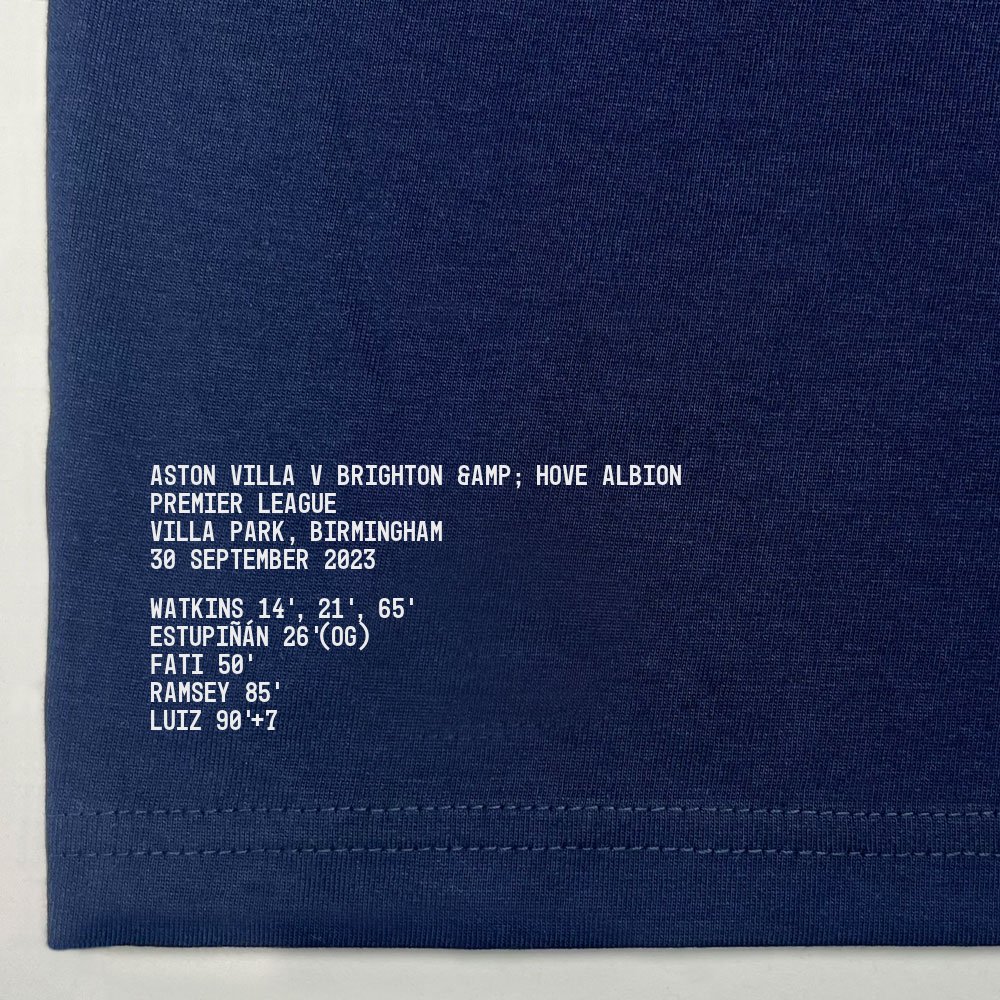 ASTON VILLA V BRIGHTON &AMP; HOVE ALBION
PREMIER LEAGUE
VILLA PARK, BIRMINGHAM
30 SEPTEMBER 2023
WATKINS 14', 21', 65'
ESTUPIÑÁN 26'(OG)
FATI 50'
RAMSEY 85'
LUIZ 90'+7